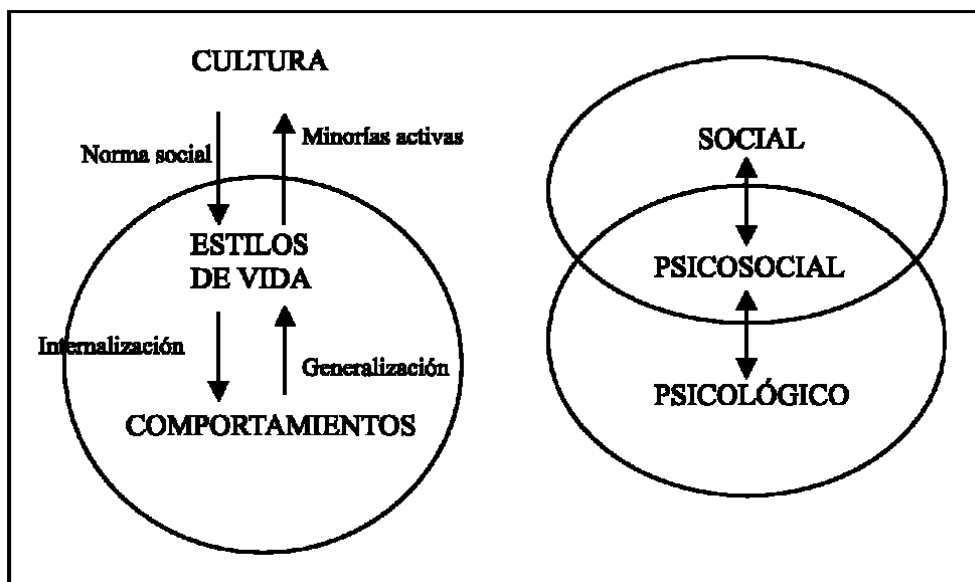 CULTURA
Norma social
Minorías activas
ESTILOS
DE VIDA
Internalización
Generalización
COMPORTAMIENTOS
SOCIAL
PSICOSOCIAL
PSICOLÓGICO